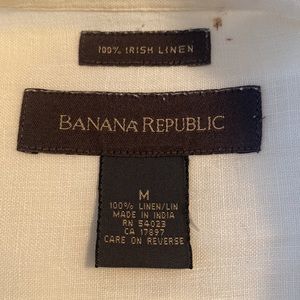 100% IRISH LINEN
BANANA REPUBLIC
M
100% LINEN/LIN
MADE IN INDIA
RN 54023
CA 17897
CARE ON REVERSE